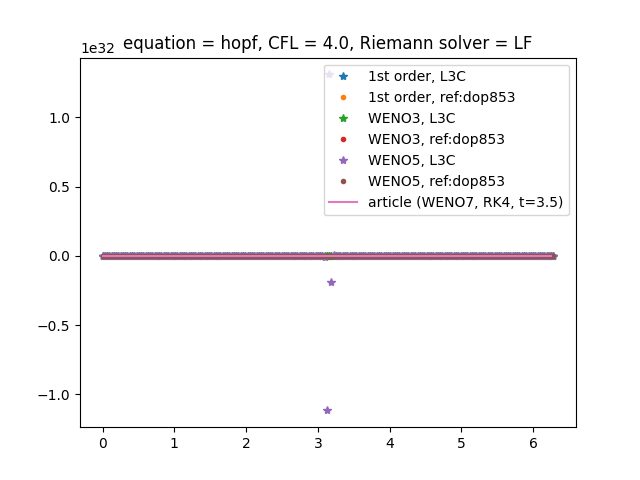 equation = hopf, CFL = 4.0, Riemann solver = LF
1e32
1st order, L3C
1st order, ref:dop853
WENO3, L3C
WENO3, ref:dop853
WENO5, L3C
WENO5, ref:dop853
article (WENO7, RK4, t=3.5)
1.0
0.5
0.0
−0.5
−1.0
0 1 2 3 4 5 6